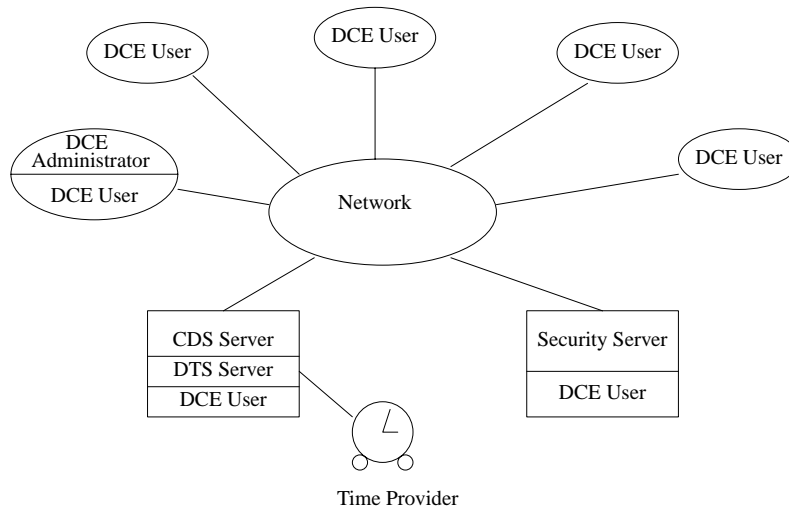 DCE User
DCE User
DCE User
DCE
Administrator
DCE User
DCE User
Network
CDS Server
DTS Server
DCE User
Security Server
DCE User
Time Provider